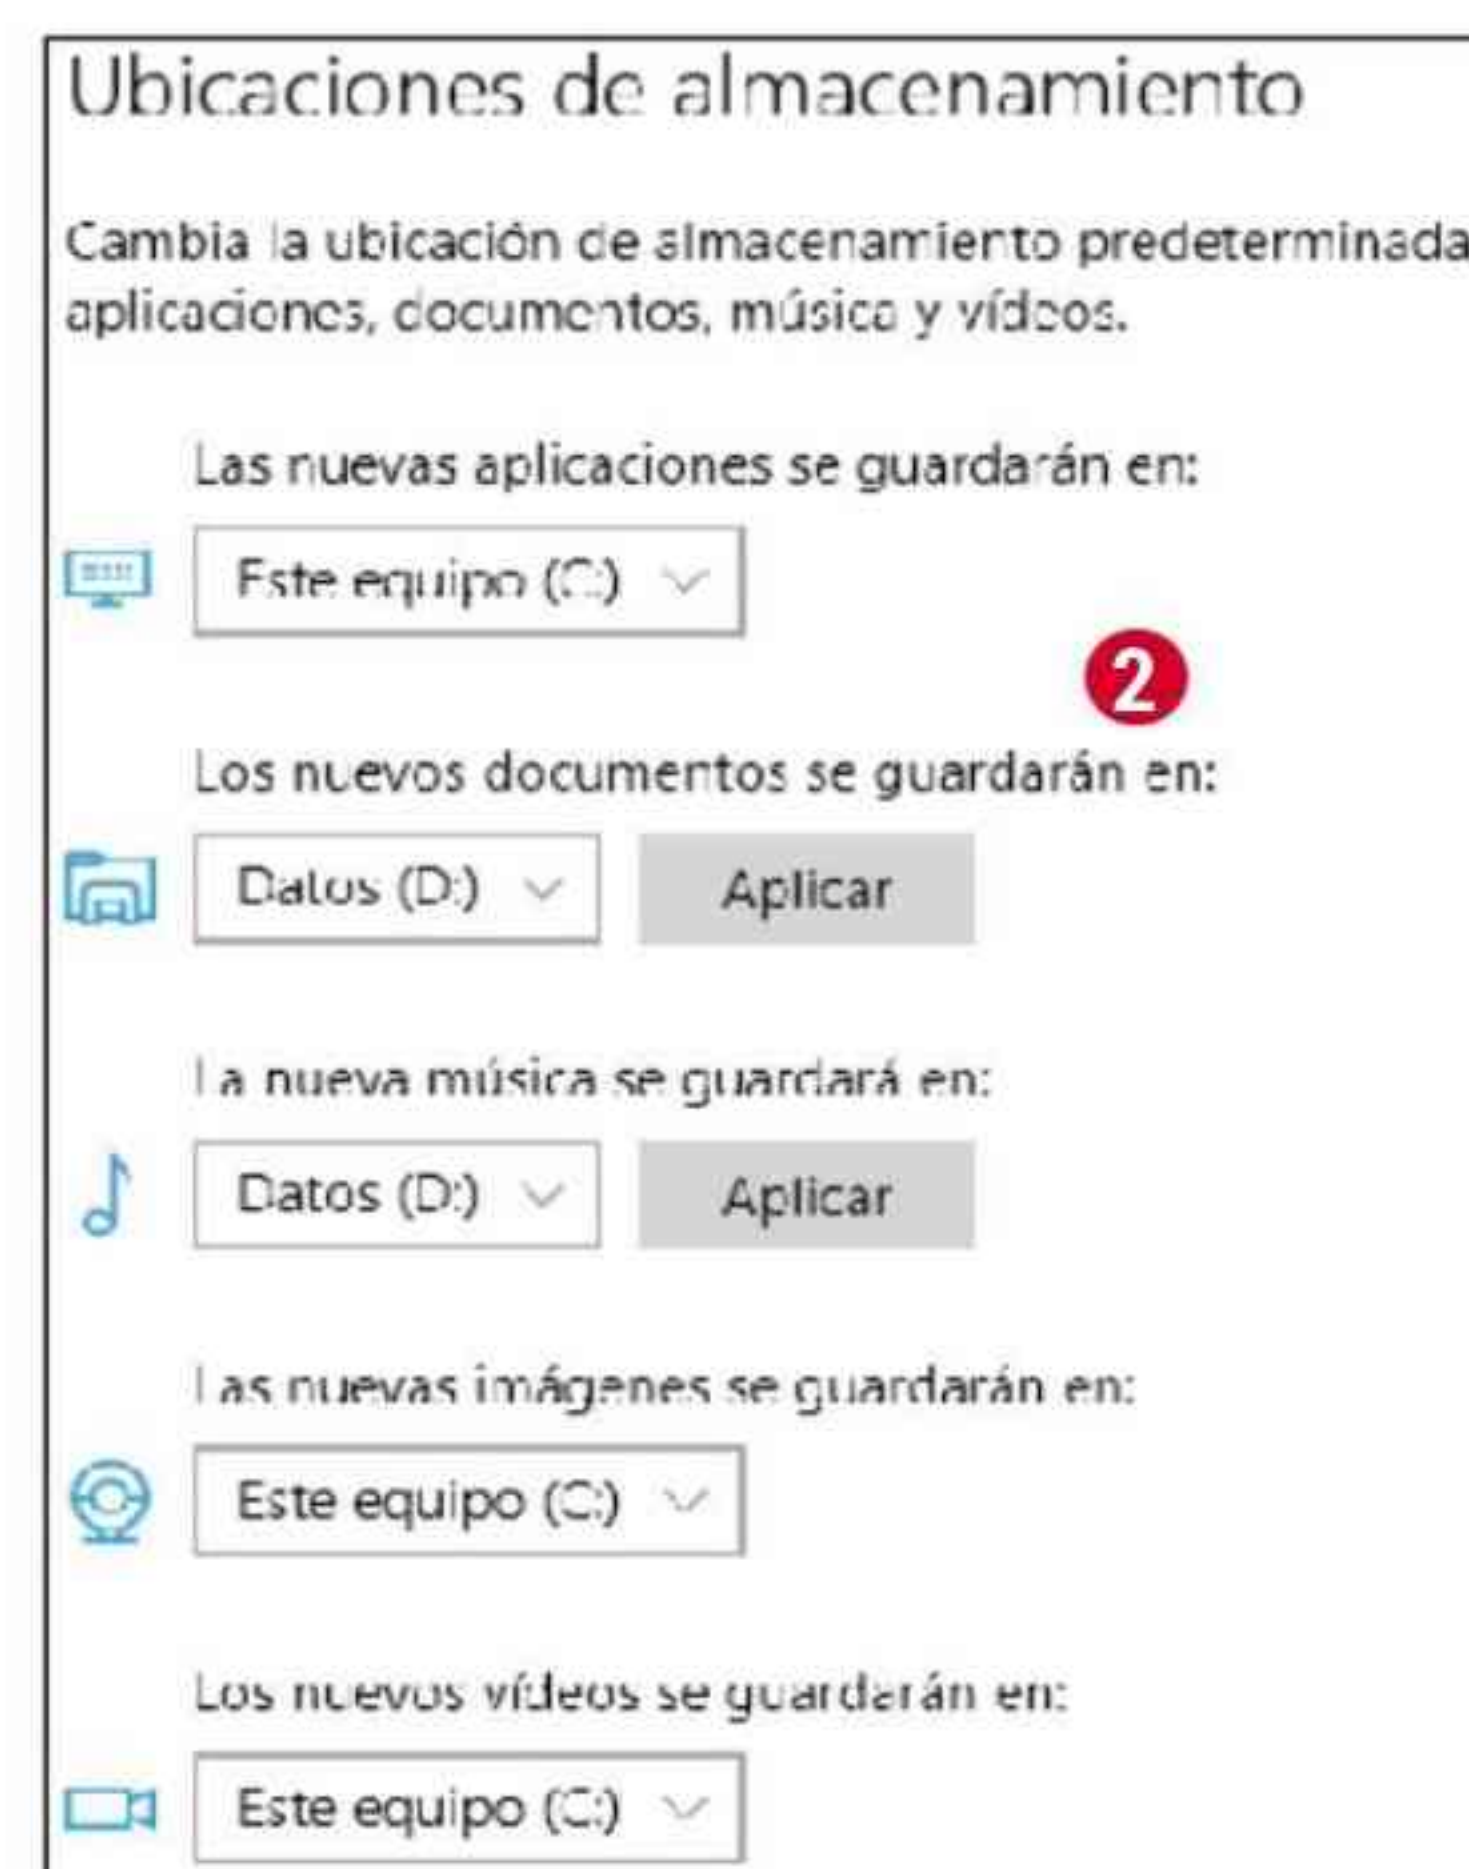 Ubicaciones de almacenamiento
Cambia la ubicación de almacenamiento predeterminada
aplicaciones, documentos, música y vídeos.
Las nuevas aplicaciones se guardarán en:
Este equipo (C:)
2
Los nuevos documentos se guardarán en:
Datos (D:) Aplicar
La nueva música se guardará en:
Datos (D:) Aplicar
Las nuevas imágenes se guardarán en:
Este equipo (C:)
Los nuevos vídeos se guardarán en:
Este equipo (C:)